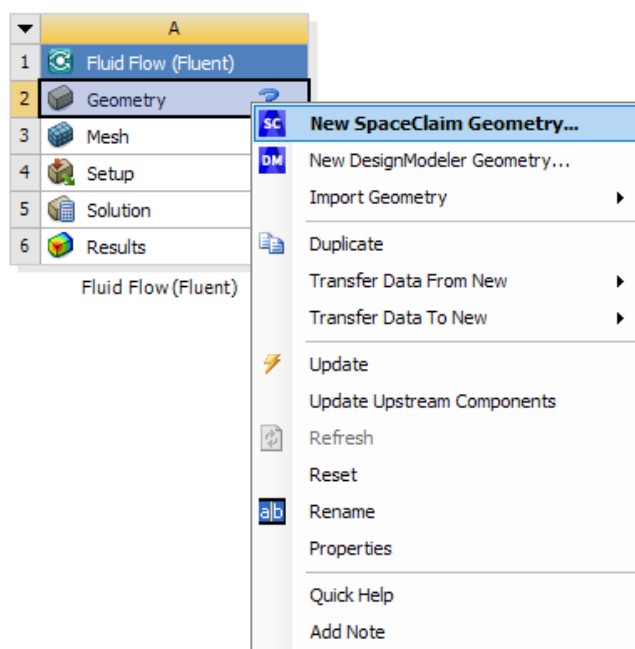 A
1 Fluid Flow (Fluent)
2 Geometry ?
3 Mesh
4 Setup
5 Solution
6 Results
Fluid Flow (Fluent)
SC New SpaceClaim Geometry...
DM New DesignModeler Geometry...
Import Geometry
Duplicate
Transfer Data From New
Transfer Data To New
Update
Update Upstream Components
Refresh
Reset
a|b Rename
Properties
Quick Help
Add Note